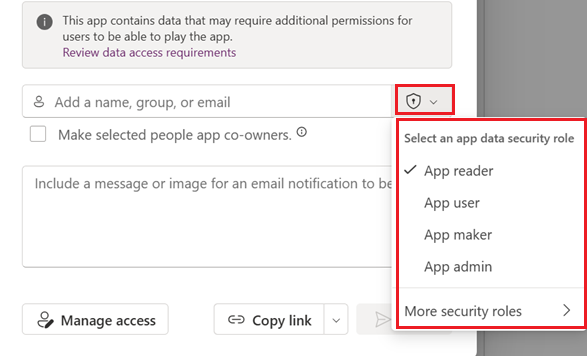 This app contains data that may require additional permissions for
users to be able to play the app.
Review data access requirements
Add a name, group, or email
Make selected people app co-owners.
Select an app data security role
App reader
App user
App maker
App admin
More security roles
Include a message or image for an email notification to be
Manage access
Copy link